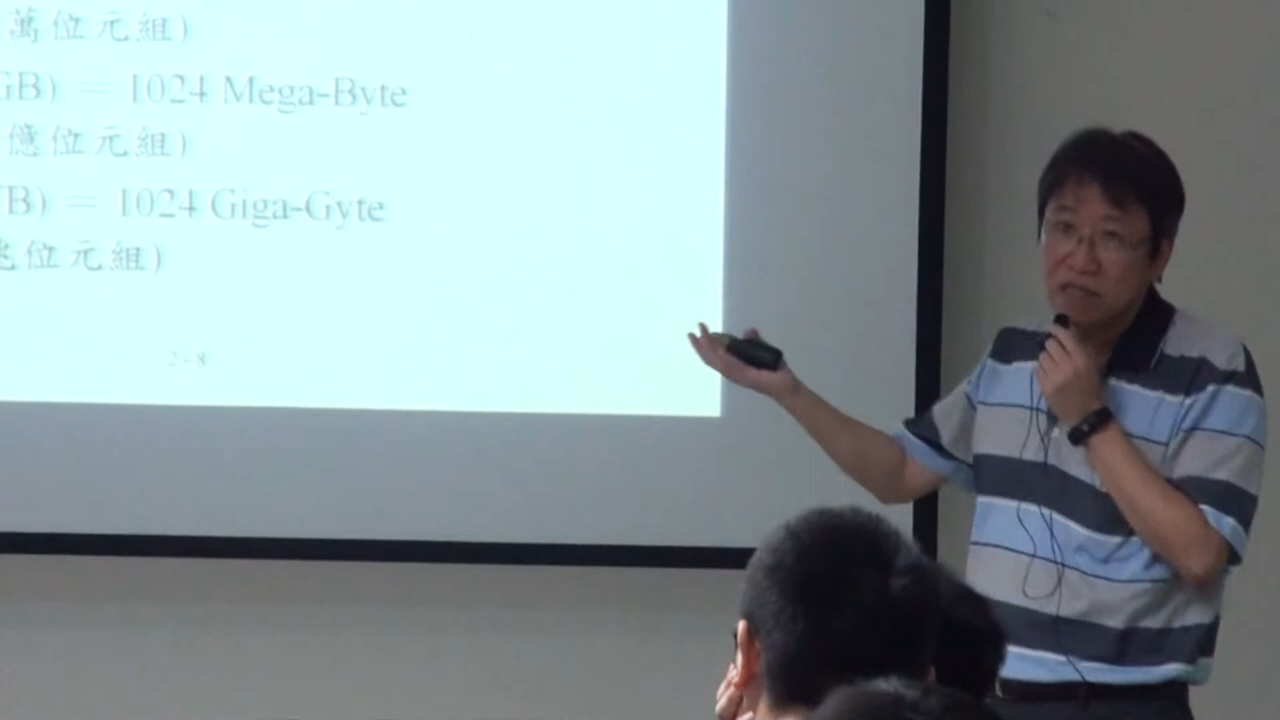 萬位元組)
GB) = 1024 Mega-Byte
億位元組)
B) = 1024 Giga-Gyte
兆位元組)
2 - 8